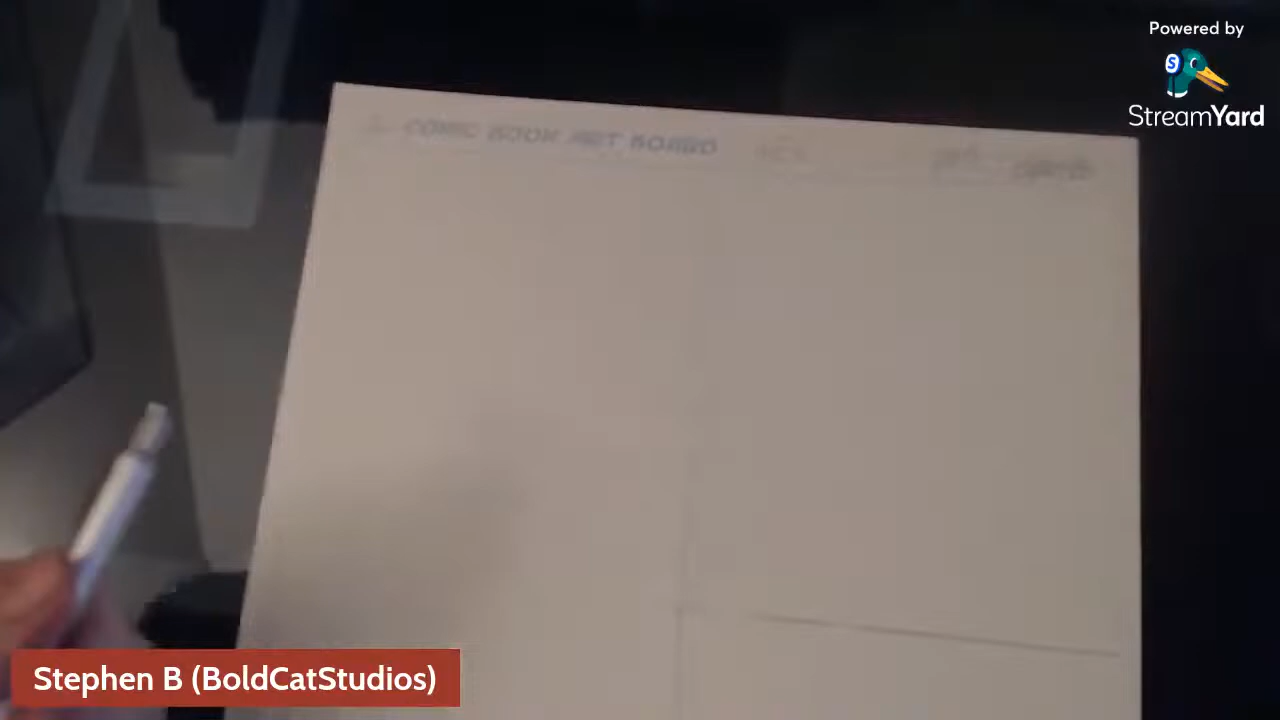 Powered by
StreamYard
COMIC BOOK ART BOARD
Stephen B (BoldCatStudios)